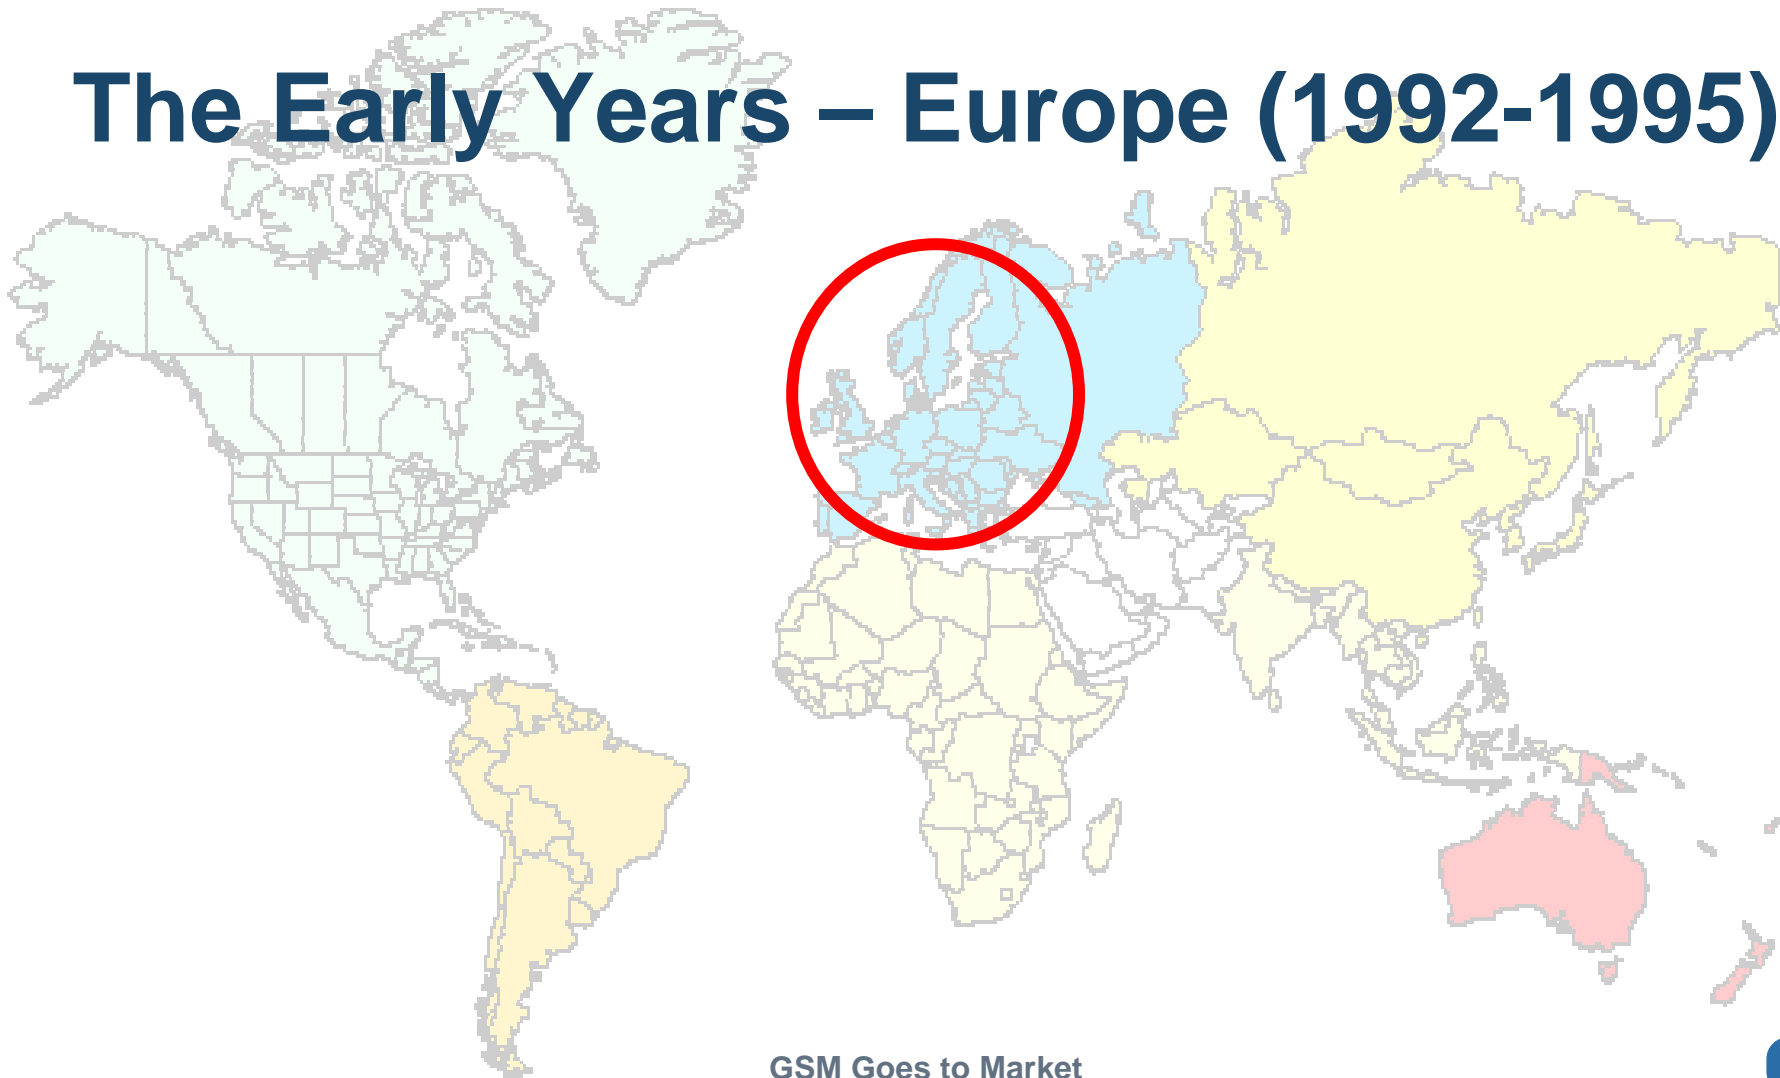 The Early Years – Europe (1992-1995)
GSM Goes to Market